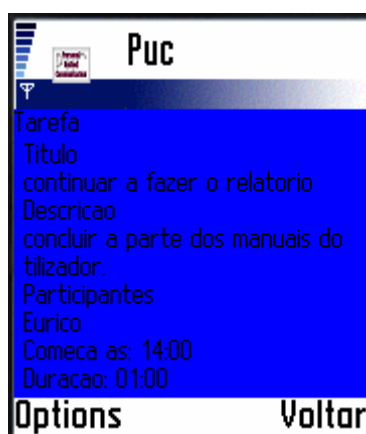 Puc
Tarefa
Titulo
continuar a fazer o relatorio
Descricao
concluir a parte dos manuais do
tilizador.
Participantes
Eurico
Comeca as: 14:00
Duracao: 01:00
Options Voltar